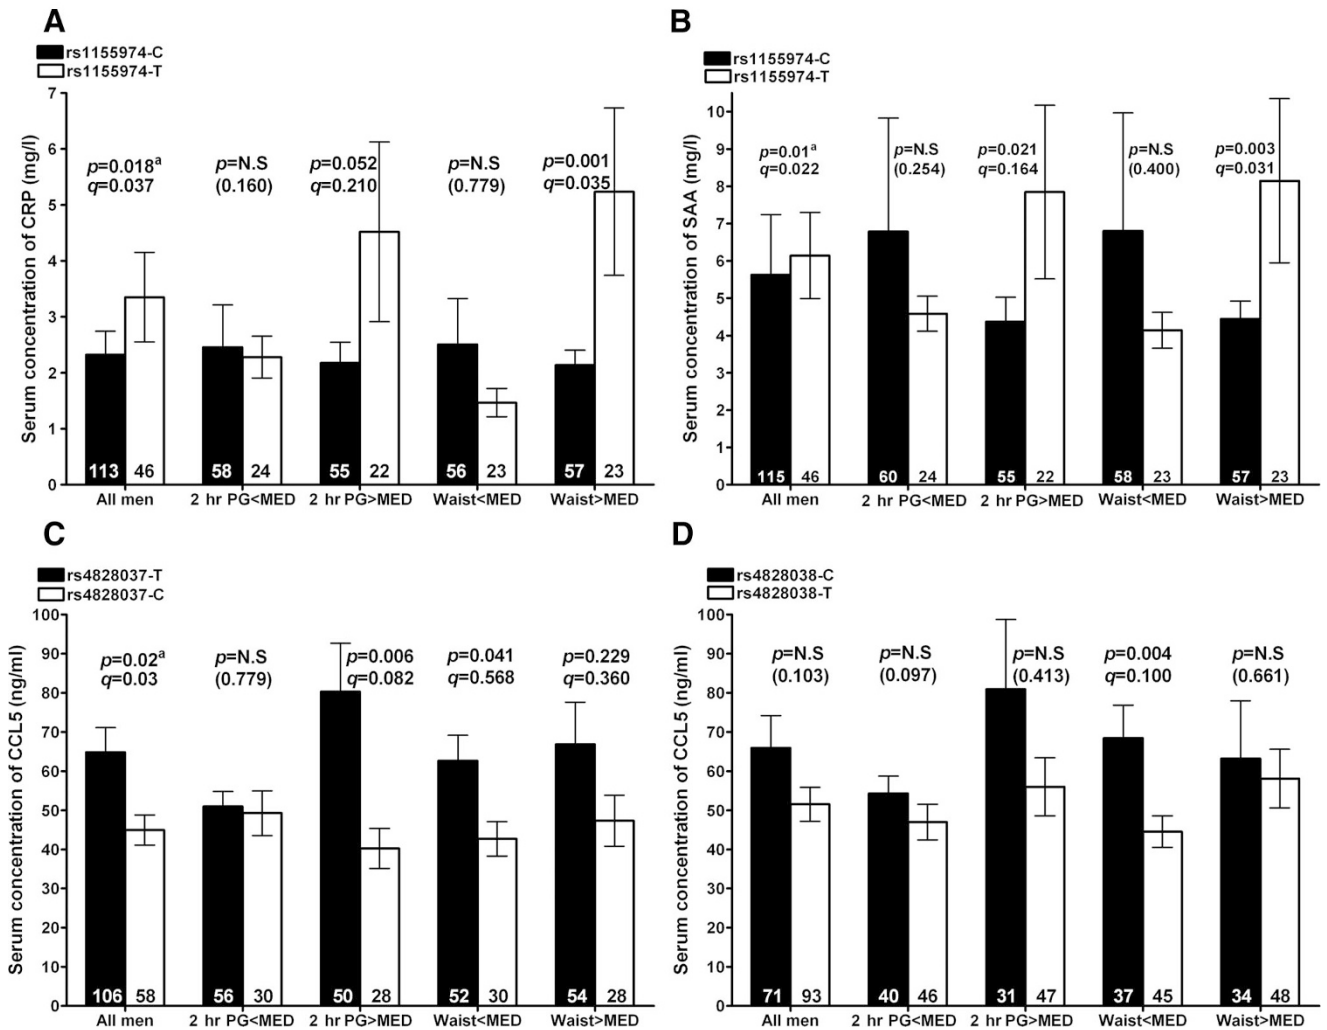 A
rs1155974-C
rs1155974-T
Serum concentration of CRP (mg/l)
7
6
5
4
3
2
1
0
p=0.018a
q=0.037
p=N.S
(0.160)
p=0.052
q=0.210
p=N.S
(0.779)
p=0.001
q=0.035
113 46 58 24 55 22 56 23 57 23
All men 2 hr PG<MED 2 hr PG>MED Waist<MED Waist>MED
B
rs1155974-C
rs1155974-T
Serum concentration of SAA (mg/l)
10
9
8
7
6
5
4
3
2
1
0
p=0.01a
q=0.022
p=N.S
(0.254)
p=0.021
q=0.164
p=N.S
(0.400)
p=0.003
q=0.031
115 46 60 24 55 22 58 23 57 23
All men 2 hr PG<MED 2 hr PG>MED Waist<MED Waist>MED
C
rs4828037-T
rs4828037-C
Serum concentration of CCL5 (ng/ml)
100
90
80
70
60
50
40
30
20
10
0
p=0.02a
q=0.03
p=N.S
(0.779)
p=0.006
q=0.082
p=0.041
q=0.568
p=0.229
q=0.360
106 58 56 30 50 28 52 30 54 28
All men 2 hr PG<MED 2 hr PG>MED Waist<MED Waist>MED
D
rs4828038-C
rs4828038-T
Serum concentration of CCL5 (ng/ml)
100
90
80
70
60
50
40
30
20
10
0
p=N.S
(0.103)
p=N.S
(0.097)
p=N.S
(0.413)
p=0.004
q=0.100
p=N.S
(0.661)
71 93 40 46 31 47 37 45 34 48
All men 2 hr PG<MED 2 hr PG>MED Waist<MED Waist>MED